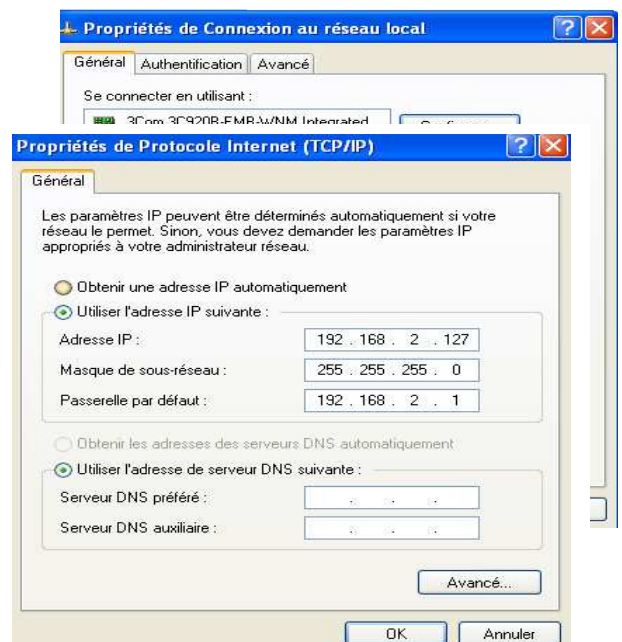 Propriétés de Connexion au réseau local
Général Authentification Avancé
Se connecter en utilisant :
3Com 3C920B-EMB-WNM Integrated
Propriétés de Protocole Internet (TCP/IP)
Général
Les paramètres IP peuvent être déterminés automatiquement si votre
réseau le permet. Sinon, vous devez demander les paramètres IP
appropriés à votre administrateur réseau.
Obtenir une adresse IP automatiquement
Utiliser l'adresse IP suivante :
Adresse IP : 192 . 168 . 2 . 127
Masque de sous-réseau : 255 . 255 . 255 . 0
Passerelle par défaut : 192 . 168 . 2 . 1
Obtenir les adresses des serveurs DNS automatiquement
Utiliser l'adresse de serveur DNS suivante :
Serveur DNS préféré : . . .
Serveur DNS auxiliaire : . . .
Avancé...
OK Annuler